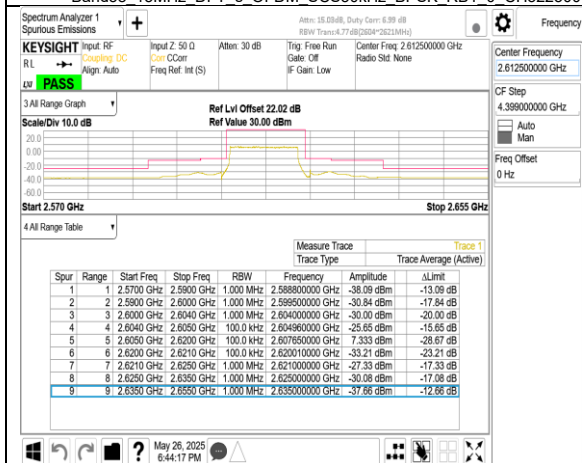 Spectrum Analyzer 1
Spurious Emissions
Attn: 15.03dB, Duty Corr: 6.99 dB
RBW Trans:4.77dB(2604~2621MHz)
Frequency
KEYSIGHT
Input: RF
Coupling: DC
Align: Auto
Input Z: 50 Ω
Corr CCorr
Freq Ref: Int (S)
Atten: 30 dB
Trig: Free Run
Gate: Off
IF Gain: Low
Center Freq: 2.612500000 GHz
Radio Std: None
RL
LXI PASS
Center Frequency
2.612500000 GHz
CF Step
4.399000000 GHz
Auto
Man
Freq Offset
0 Hz
3 All Range Graph
Scale/Div 10.0 dB
Ref Lvl Offset 22.02 dB
Ref Value 30.00 dBm
20.0
0.00
-20.0
-40.0
-60.0
Start 2.570 GHz
Stop 2.655 GHz
4 All Range Table
Measure Trace Trace 1
Trace Type Trace Average (Active)
Spur Range Start Freq Stop Freq RBW Frequency Amplitude ΔLimit
1 1 2.5700 GHz 2.5900 GHz 1.000 MHz 2.588800000 GHz -38.09 dBm -13.09 dB
2 2 2.5900 GHz 2.6000 GHz 1.000 MHz 2.599500000 GHz -30.84 dBm -17.84 dB
3 3 2.6000 GHz 2.6040 GHz 1.000 MHz 2.604000000 GHz -30.00 dBm -20.00 dB
4 4 2.6040 GHz 2.6050 GHz 100.0 kHz 2.604960000 GHz -25.65 dBm -15.65 dB
5 5 2.6050 GHz 2.6200 GHz 100.0 kHz 2.607650000 GHz 7.333 dBm -28.67 dB
6 6 2.6200 GHz 2.6210 GHz 100.0 kHz 2.620010000 GHz -33.21 dBm -23.21 dB
7 7 2.6210 GHz 2.6250 GHz 1.000 MHz 2.621000000 GHz -27.33 dBm -17.33 dB
8 8 2.6250 GHz 2.6350 GHz 1.000 MHz 2.625000000 GHz -30.08 dBm -17.08 dB
9 9 2.6350 GHz 2.6550 GHz 1.000 MHz 2.635000000 GHz -37.66 dBm -12.66 dB
May 26, 2025
6:44:17 PM